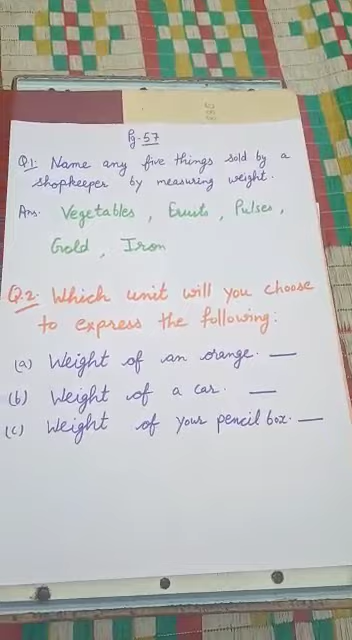 Pg. 57
Q.1: Name any five things sold by a
shopkeeper by measuring weight.
Ans. Vegetables, Fruits, Pulses,
Gold, Iron
Q.2. Which unit will you choose
to express the following:
(a) Weight of an orange. —
(b) Weight of a car. —
(c) Weight of your pencil box. —